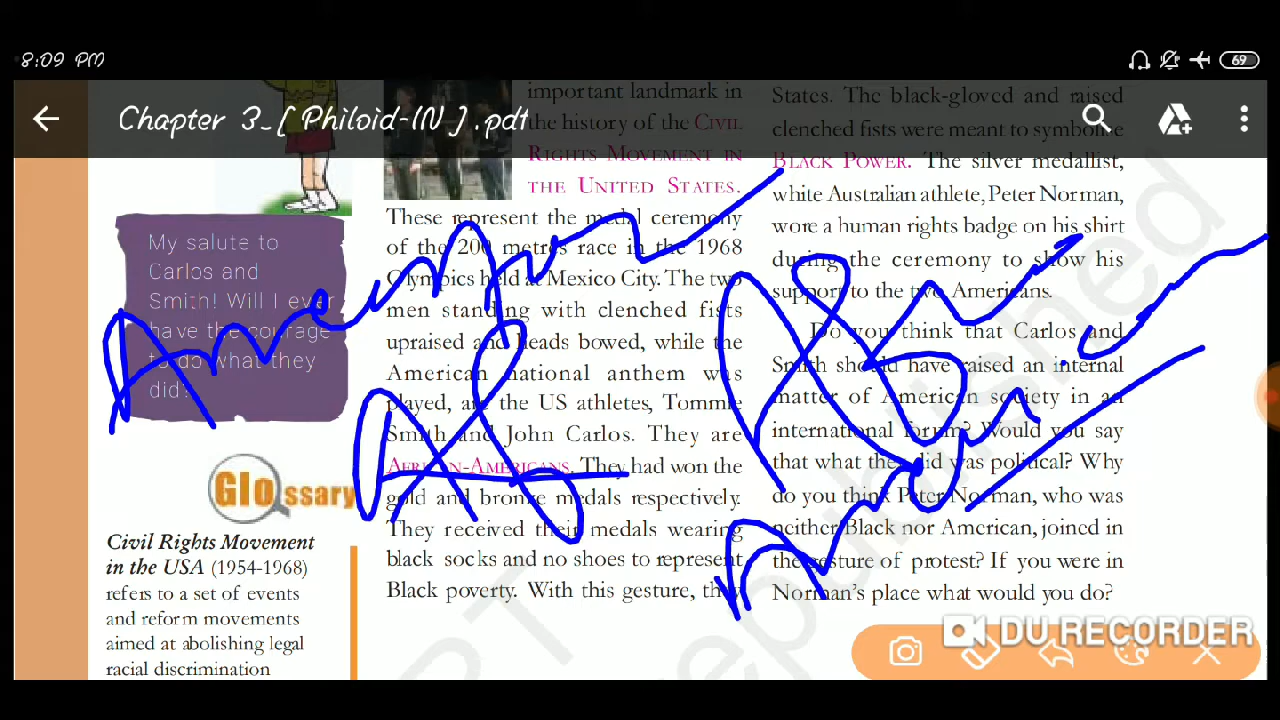 8:09 PM
69
Chapter 3_[Philoid-IN].pdf
important landmark in
the history of the CIVIL
RIGHTS MOVEMENT IN
THE UNITED STATES.
These represent the medal ceremony
of the 200 metres race in the 1968
Olympics held at Mexico City. The two
men standing with clenched fists
upraised and heads bowed, while the
American national anthem was
played, are the US athletes, Tommie
Smith and John Carlos. They are
AFRICAN-AMERICANS. They had won the
gold and bronze medals respectively.
They received their medals wearing
black socks and no shoes to represent
Black poverty. With this gesture, they
States. The black-gloved and raised
clenched fists were meant to symbolise
BLACK POWER. The silver medallist,
white Australian athlete, Peter Norman,
wore a human rights badge on his shirt
during the ceremony to show his
support to the two Americans.
Do you think that Carlos and
Smith should have raised an internal
matter of American society in an
international forum? Would you say
that what they did was political? Why
do you think Peter Norman, who was
neither Black nor American, joined in
the gesture of protest? If you were in
Norman's place what would you do?
My salute to
Carlos and
Smith! Will I ever
have the courage
to do what they
did?
Glossary
Civil Rights Movement
in the USA (1954-1968)
refers to a set of events
and reform movements
aimed at abolishing legal
racial discrimination
DU RECORDER